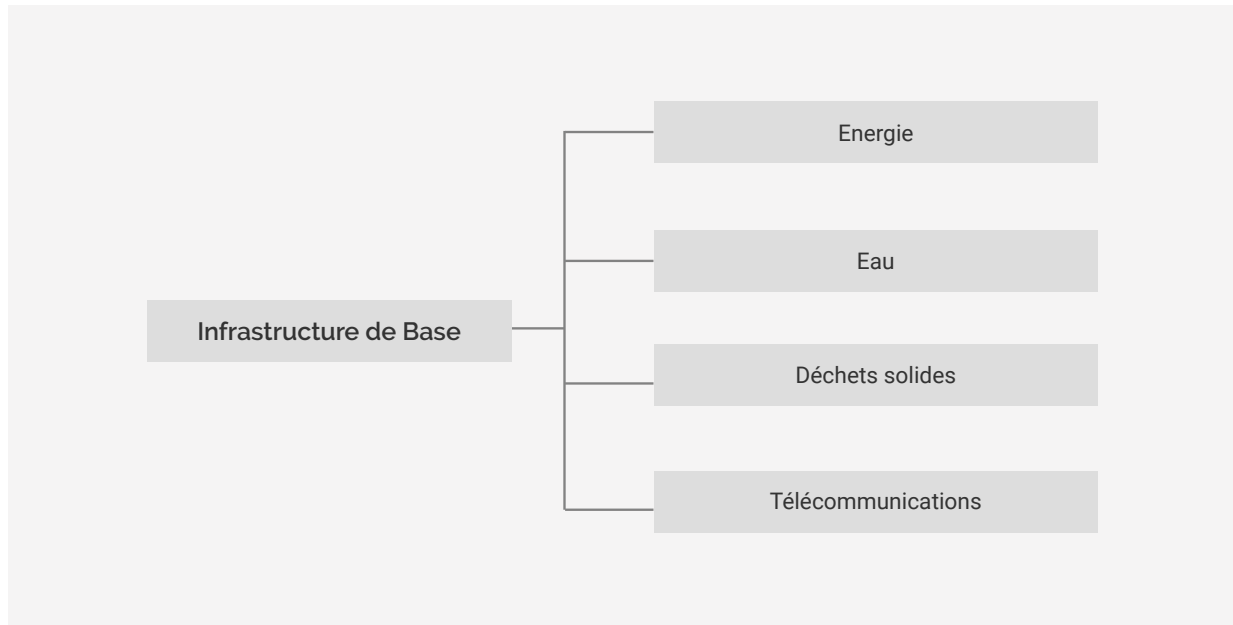 Energie
Eau
Infrastructure de Base
Déchets solides
Télécommunications